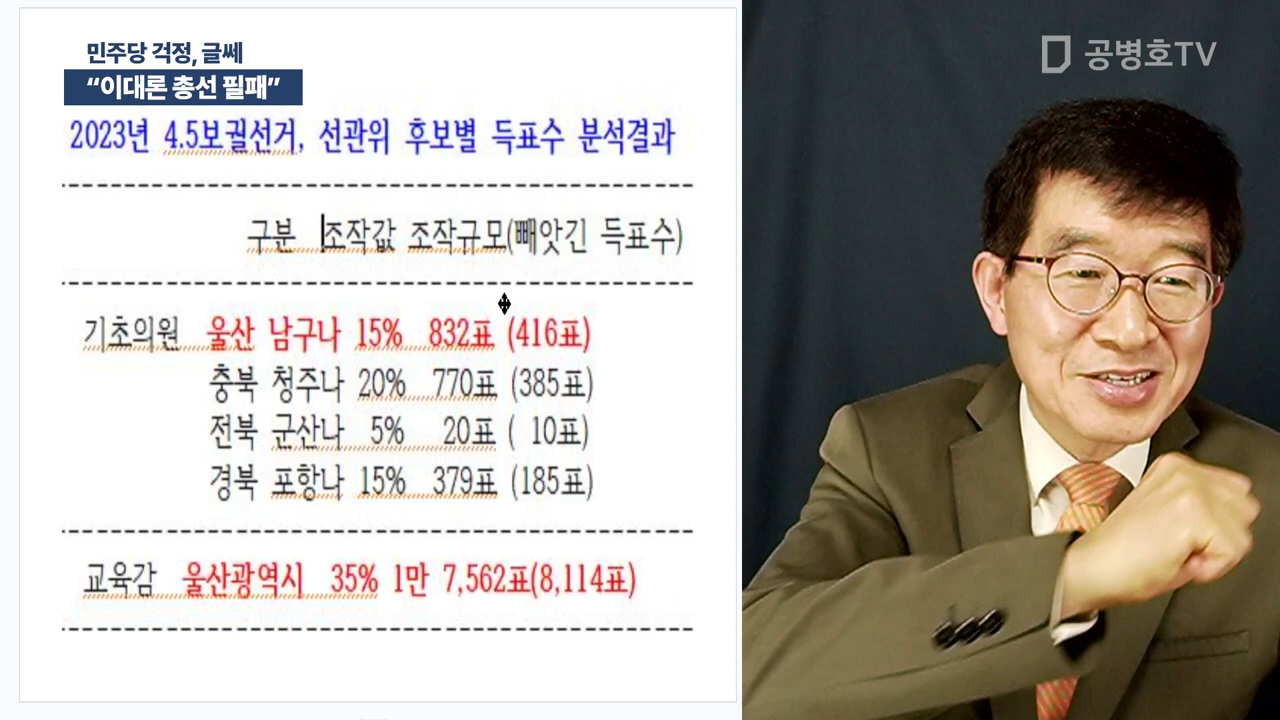 민주당 걱정, 글쎄
“이대론 총선 필패”
공병호TV
2023년 4.5보궐선거, 선관위 후보별 득표수 분석결과
구분 조작값 조작규모(빼앗긴 득표수)
기초의원 울산 남구나 15% 832표 (416표)
충북 청주나 20% 770표 (385표)
전북 군산나 5% 20표 ( 10표)
경북 포항나 15% 379표 (185표)
교육감 울산광역시 35% 1만 7,562표(8,114표)